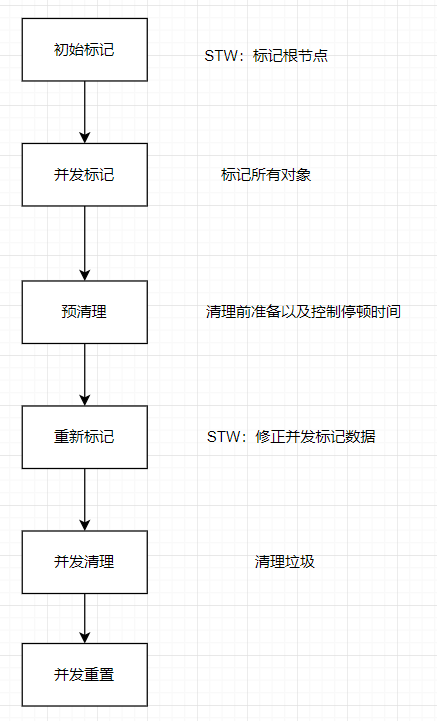 初始标记
STW：标记根节点
并发标记
标记所有对象
预清理
清理前准备以及控制停顿时间
重新标记
STW：修正并发标记数据
并发清理
清理垃圾
并发重置